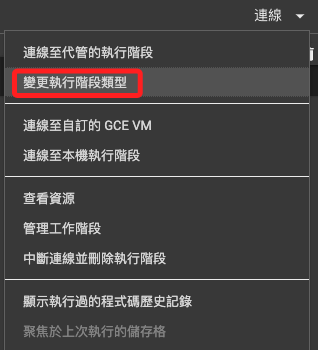 連線
連線至代管的執行階段
變更執行階段類型
連線至自訂的 GCE VM
連線至本機執行階段
查看資源
管理工作階段
中斷連線並刪除執行階段
顯示執行過的程式碼歷史記錄
聚焦於上次執行的儲存格